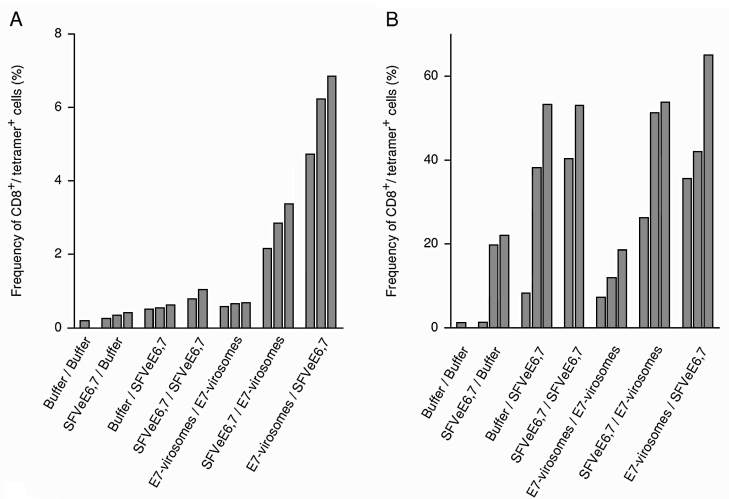 A
Frequency of CD8+/ tetramer+ cells (%)
8
6
4
2
0
Buffer / Buffer
SFVeE6,7 / Buffer
Buffer / SFVeE6,7
SFVeE6,7 / SFVeE6,7
E7-virosomes / E7-virosomes
SFVeE6,7 / E7-virosomes
E7-virosomes / SFVeE6,7
B
Frequency of CD8+/ tetramer+ cells (%)
60
40
20
0
Buffer / Buffer
SFVeE6,7 / Buffer
Buffer / SFVeE6,7
SFVeE6,7 / SFVeE6,7
E7-virosomes / E7-virosomes
SFVeE6,7 / E7-virosomes
E7-virosomes / SFVeE6,7